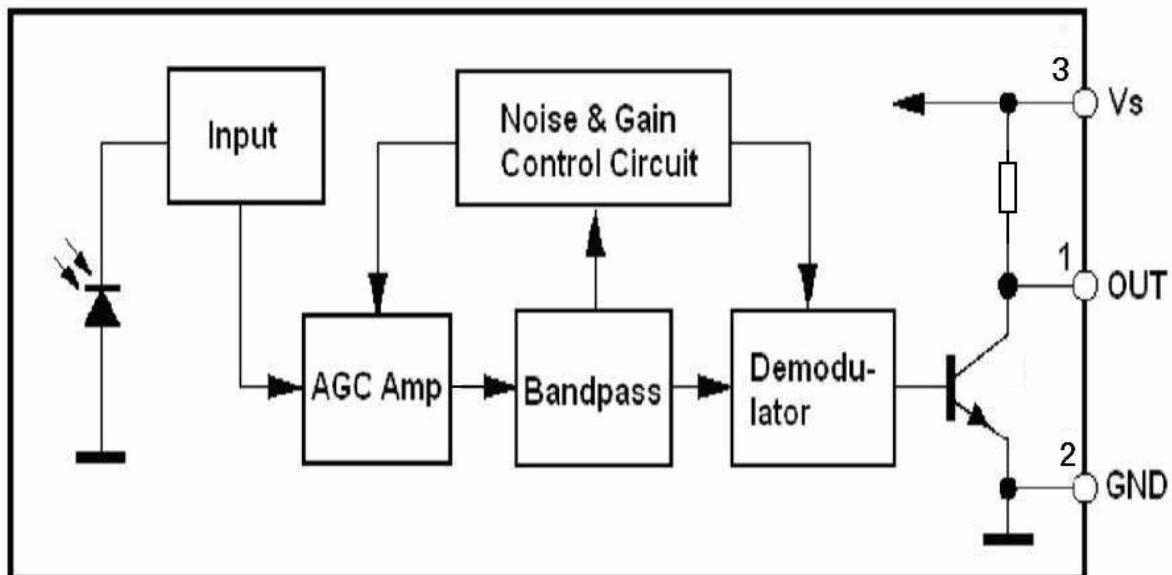 Input
Noise & Gain
Control Circuit
3
Vs
1
OUT
AGC Amp
Bandpass
Demodu-
lator
2
GND